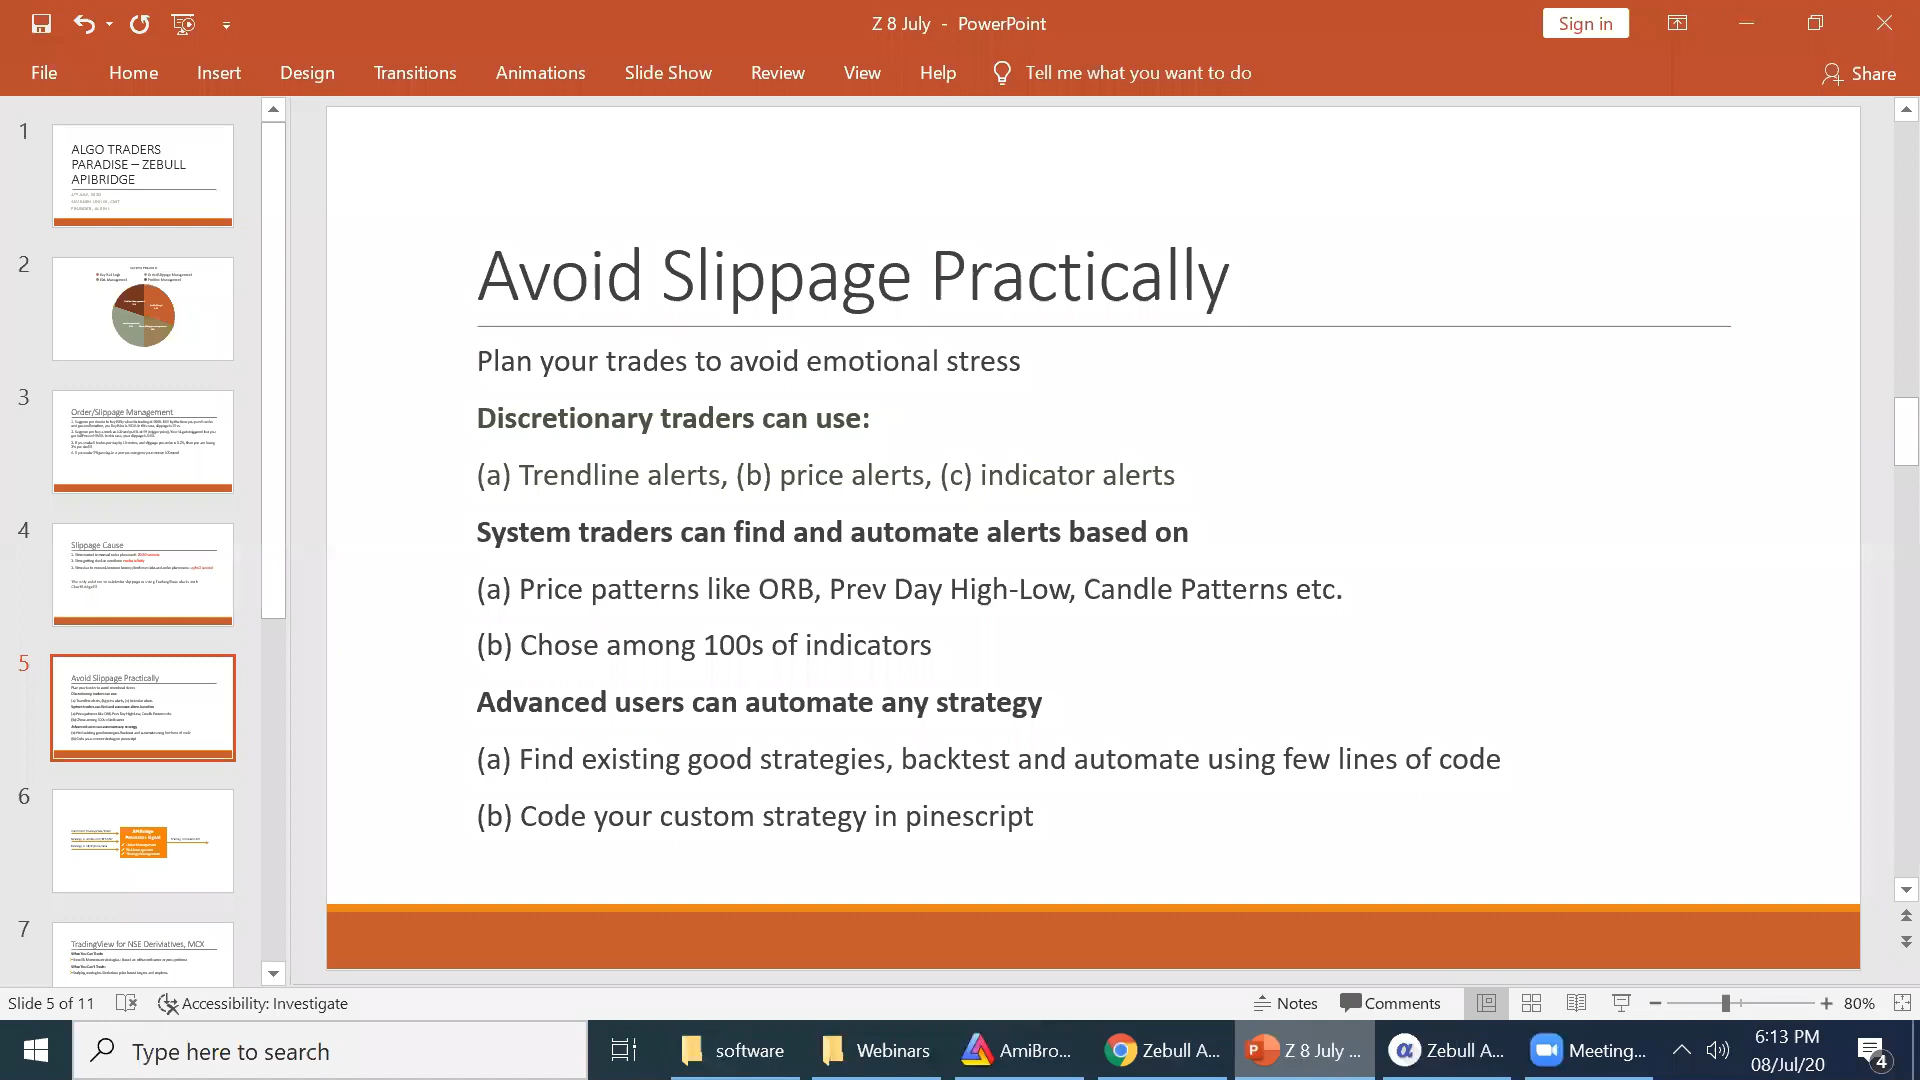 Z 8 July - PowerPoint
Sign in
File Home Insert Design Transitions Animations Slide Show Review View Help Tell me what you want to do
Share
1
ALGO TRADERS
PARADISE – ZEBULL
APIBRIDGE
2
3
Order/Slippage Management
4
Slippage Cause
5
Avoid Slippage Practically
6
7
TradingView for NSE Deriviatives, MCX
Avoid Slippage Practically
Plan your trades to avoid emotional stress
Discretionary traders can use:
(a) Trendline alerts, (b) price alerts, (c) indicator alerts
System traders can find and automate alerts based on
(a) Price patterns like ORB, Prev Day High-Low, Candle Patterns etc.
(b) Chose among 100s of indicators
Advanced users can automate any strategy
(a) Find existing good strategies, backtest and automate using few lines of code
(b) Code your custom strategy in pinescript
Slide 5 of 11 Accessibility: Investigate Notes Comments 80%
Type here to search software Webinars AmiBro... Zebull A... Z 8 July ... Zebull A... Meeting... 6:13 PM
08/Jul/20
4